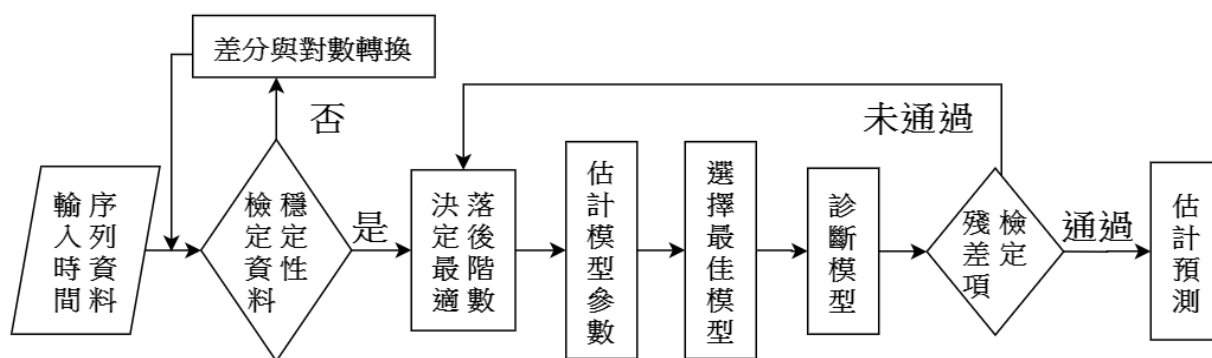 差分與對數轉換
否
未通過
輸入時間
序列資料
檢定資料
穩定性
是
決定最適
落後階數
估計模型參數
選擇最佳模型
診斷模型
檢定
殘差項
通過
估計預測